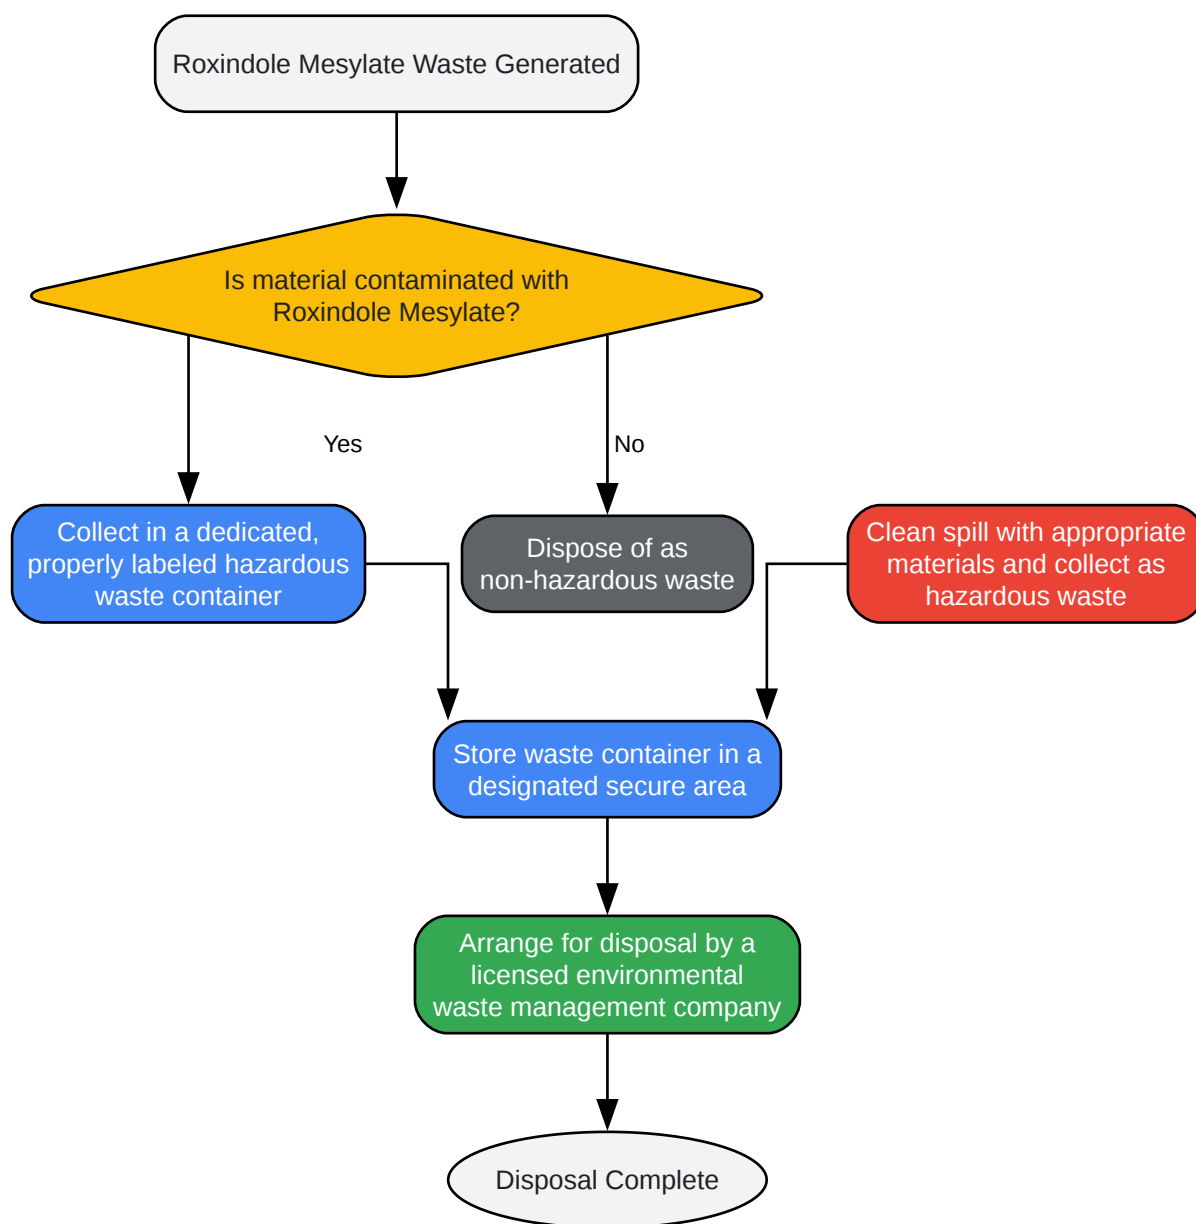 Roxindole Mesylate Waste Generated
Is material contaminated with
Roxindole Mesylate?
Yes
No
Collect in a dedicated,
properly labeled hazardous
waste container
Dispose of as
non-hazardous waste
Clean spill with appropriate
materials and collect as
hazardous waste
Store waste container in a
designated secure area
Arrange for disposal by a
licensed environmental
waste management company
Disposal Complete